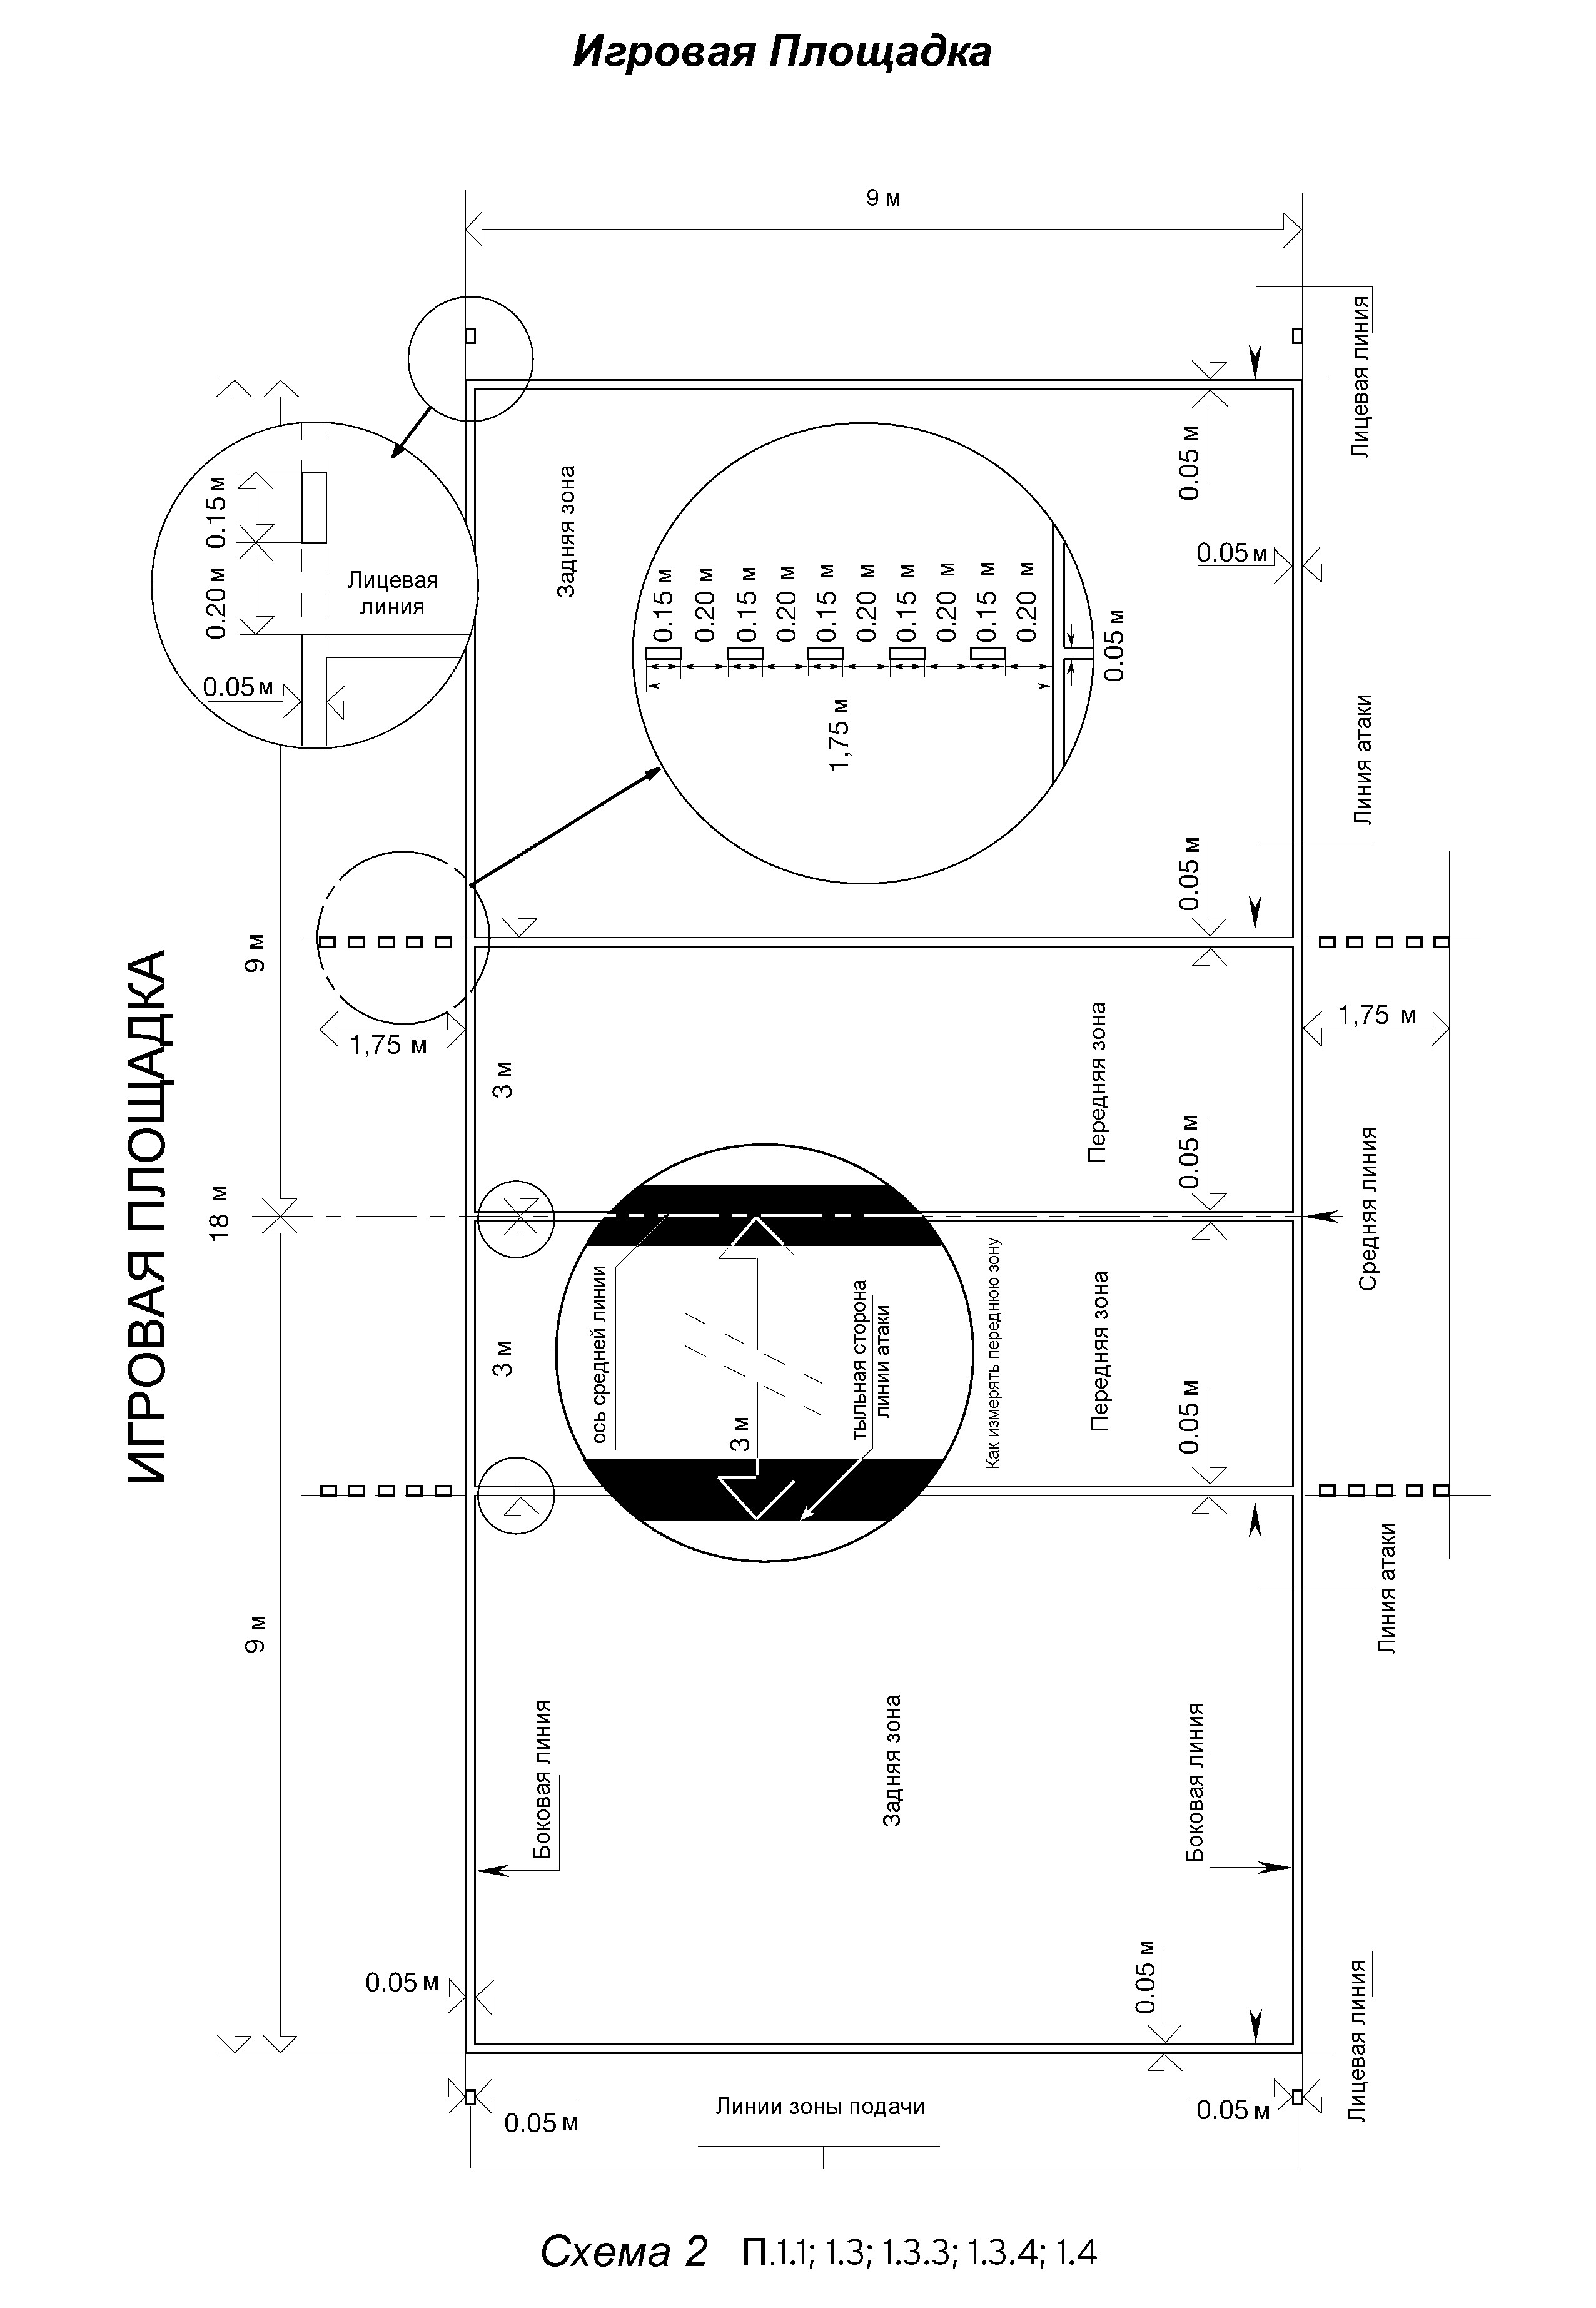 Игровая Площадка
9 м
Лицевая линия
0.05 м
0.15 м
0.20 м
Лицевая
линия
0.05 м
Задняя зона
0.05 м
0.15 м
0.20 м
0.15 м
0.20 м
0.15 м
0.20 м
0.15 м
0.20 м
0.15 м
0.20 м
0.05 м
1,75 м
Линия атаки
0.05 м
ИГРОВАЯ ПЛОЩАДКА
18 м
9 м
1,75 м
1,75 м
3 м
Передняя зона
0.05 м
Средняя линия
3 м
ось средней линии
3 м
тыльная сторона
линии атаки
Как измерять переднюю зону
Передняя зона
0.05 м
Линия атаки
9 м
Боковая линия
Задняя зона
Боковая линия
0.05 м
0.05 м
Лицевая линия
0.05 м
Линии зоны подачи
0.05 м
Схема 2 П.1.1; 1.3; 1.3.3; 1.3.4; 1.4